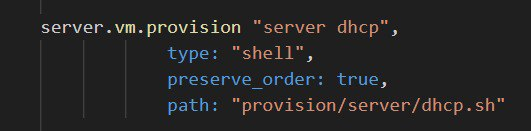 server.vm.provision "server dhcp",
type: "shell",
preserve_order: true,
path: "provision/server/dhcp.sh"